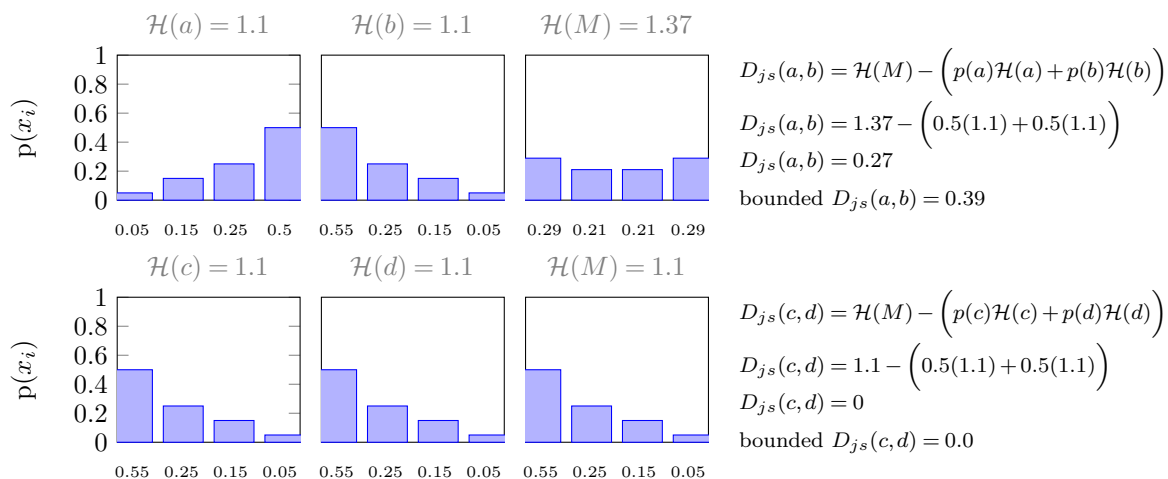 H(a) = 1.1
H(b) = 1.1
H(M) = 1.37
p(x_i)
1
0.8
0.6
0.4
0.2
0
0.05 0.15 0.25 0.5
0.55 0.25 0.15 0.05
0.29 0.21 0.21 0.29
D_js(a, b) = H(M) − (p(a)H(a) + p(b)H(b))
D_js(a, b) = 1.37 − (0.5(1.1) + 0.5(1.1))
D_js(a, b) = 0.27
bounded D_js(a, b) = 0.39
H(c) = 1.1
H(d) = 1.1
H(M) = 1.1
p(x_i)
1
0.8
0.6
0.4
0.2
0
0.55 0.25 0.15 0.05
0.55 0.25 0.15 0.05
0.55 0.25 0.15 0.05
D_js(c, d) = H(M) − (p(c)H(c) + p(d)H(d))
D_js(c, d) = 1.1 − (0.5(1.1) + 0.5(1.1))
D_js(c, d) = 0
bounded D_js(c, d) = 0.0